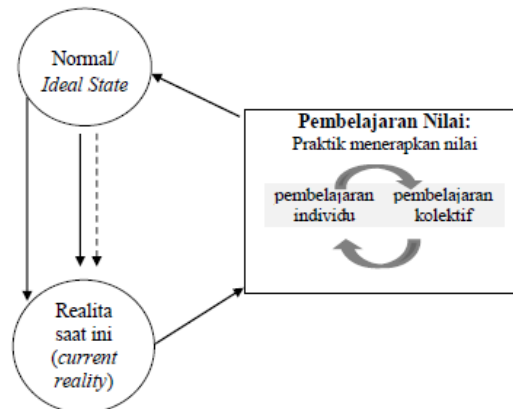 Normal/
Ideal State
Pembelajaran Nilai:
Praktik menerapkan nilai
pembelajaran
individu
pembelajaran
kolektif
Realita
saat ini
(current
reality)